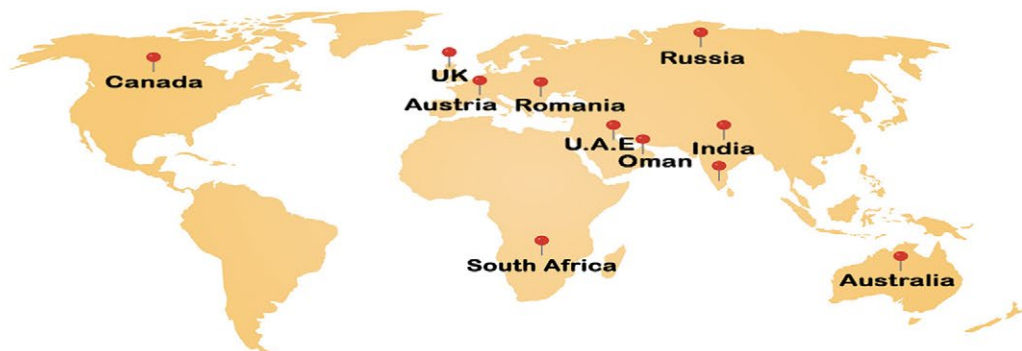 Russia
Canada
UK
Austria
Romania
U.A.E
India
Oman
South Africa
Australia